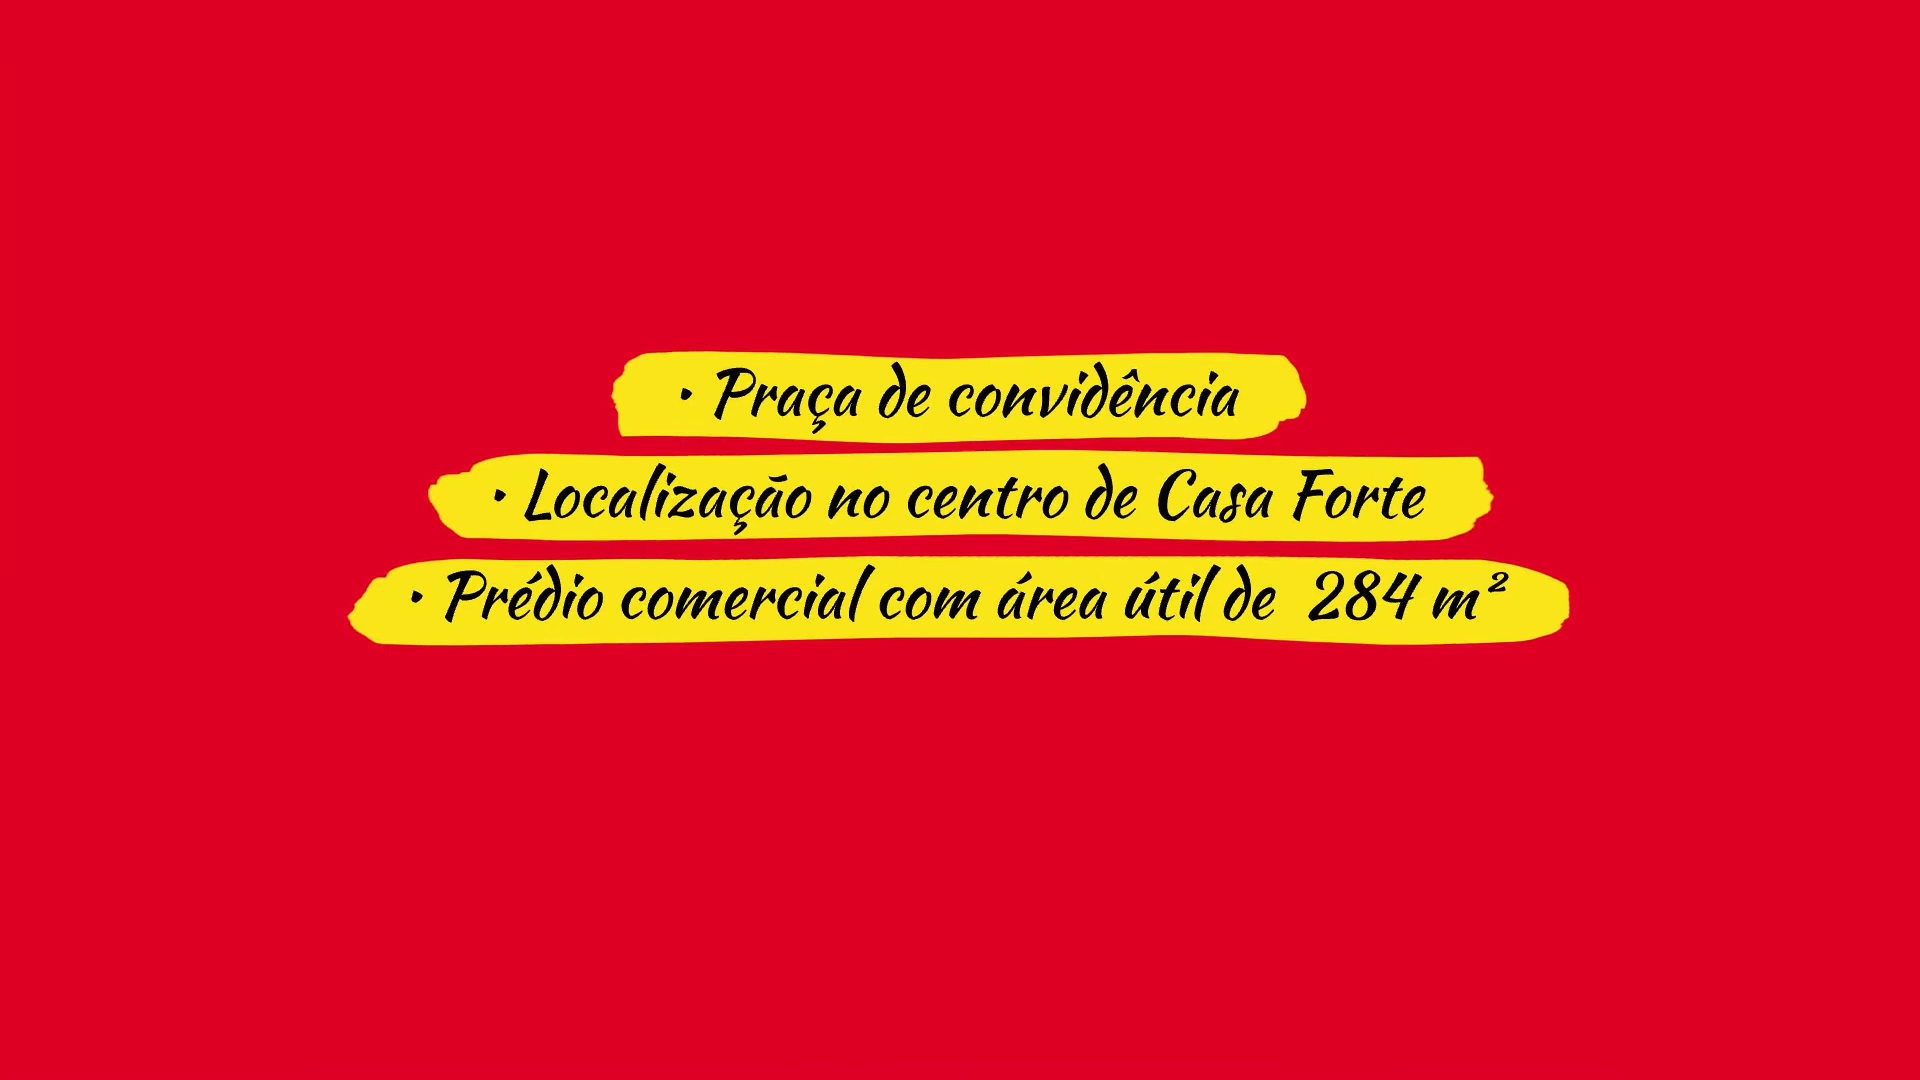 • Praça de convidência
• Localização no centro de Casa Forte
• Prédio comercial com área útil de 284 m²